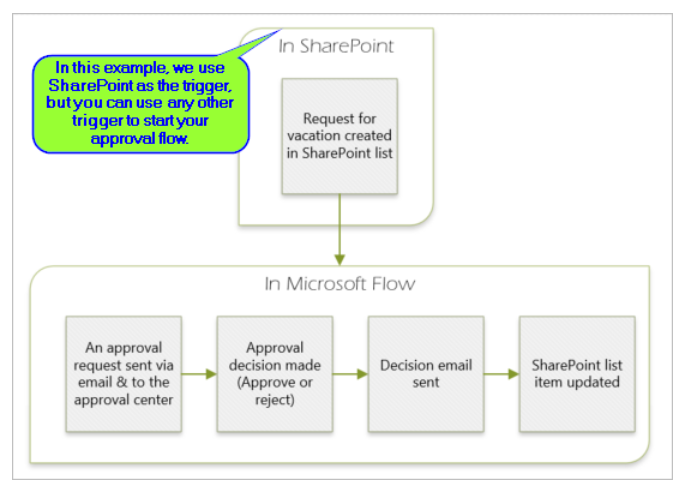 In SharePoint
In this example, we use
SharePoint as the trigger,
but you can use any other
trigger to start your
approval flow.
Request for
vacation created
in SharePoint list
In Microsoft Flow
An approval
request sent via
email & to the
approval center
Approval
decision made
(Approve or
reject)
Decision email
sent
SharePoint list
item updated